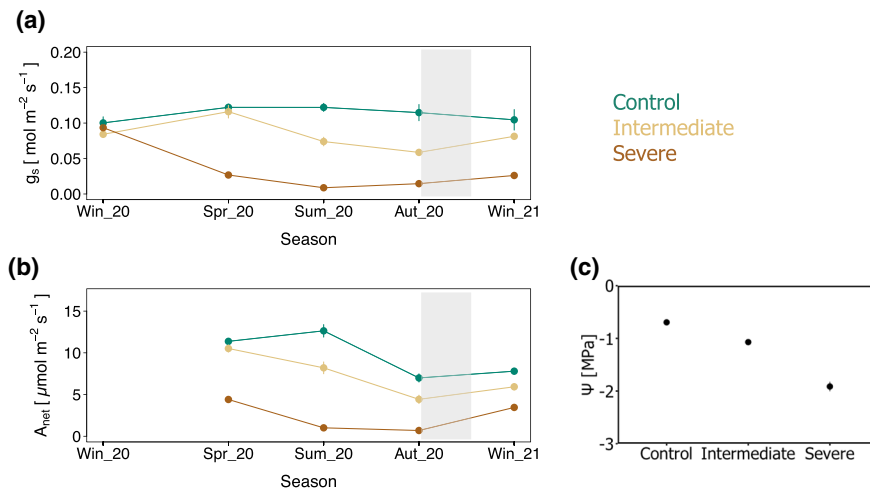 (a)
0.20
0.15
0.10
0.05
0.00
gs [ mol m−2 s−1 ]
Win_20 Spr_20 Sum_20 Aut_20 Win_21
Season
Control
Intermediate
Severe
(b)
15
10
5
0
Anet [ μmol m−2 s−1 ]
Win_20 Spr_20 Sum_20 Aut_20 Win_21
Season
(c)
0
-1
-2
-3
Ψ [MPa]
Control Intermediate Severe